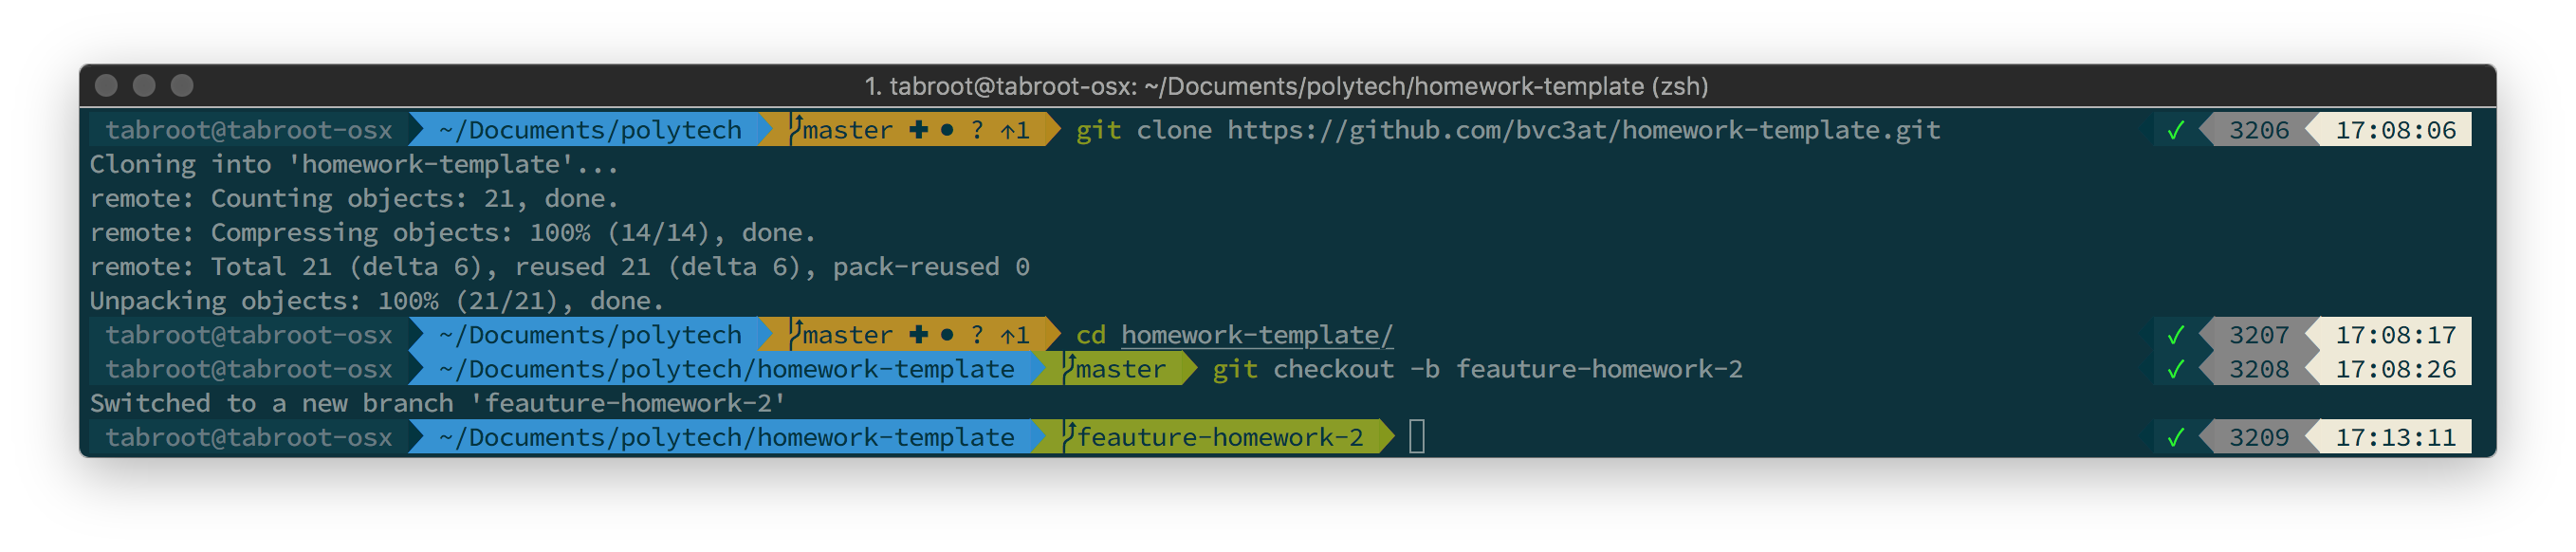 1. tabroot@tabroot-osx: ~/Documents/polytech/homework-template (zsh)
tabroot@tabroot-osx ~/Documents/polytech master ✚ ● ? ↑1 git clone https://github.com/bvc3at/homework-template.git ✓ 3206 17:08:06
Cloning into 'homework-template'...
remote: Counting objects: 21, done.
remote: Compressing objects: 100% (14/14), done.
remote: Total 21 (delta 6), reused 21 (delta 6), pack-reused 0
Unpacking objects: 100% (21/21), done.
tabroot@tabroot-osx ~/Documents/polytech master ✚ ● ? ↑1 cd homework-template/ ✓ 3207 17:08:17
tabroot@tabroot-osx ~/Documents/polytech/homework-template master git checkout -b feauture-homework-2 ✓ 3208 17:08:26
Switched to a new branch 'feauture-homework-2'
tabroot@tabroot-osx ~/Documents/polytech/homework-template feauture-homework-2 ✓ 3209 17:13:11